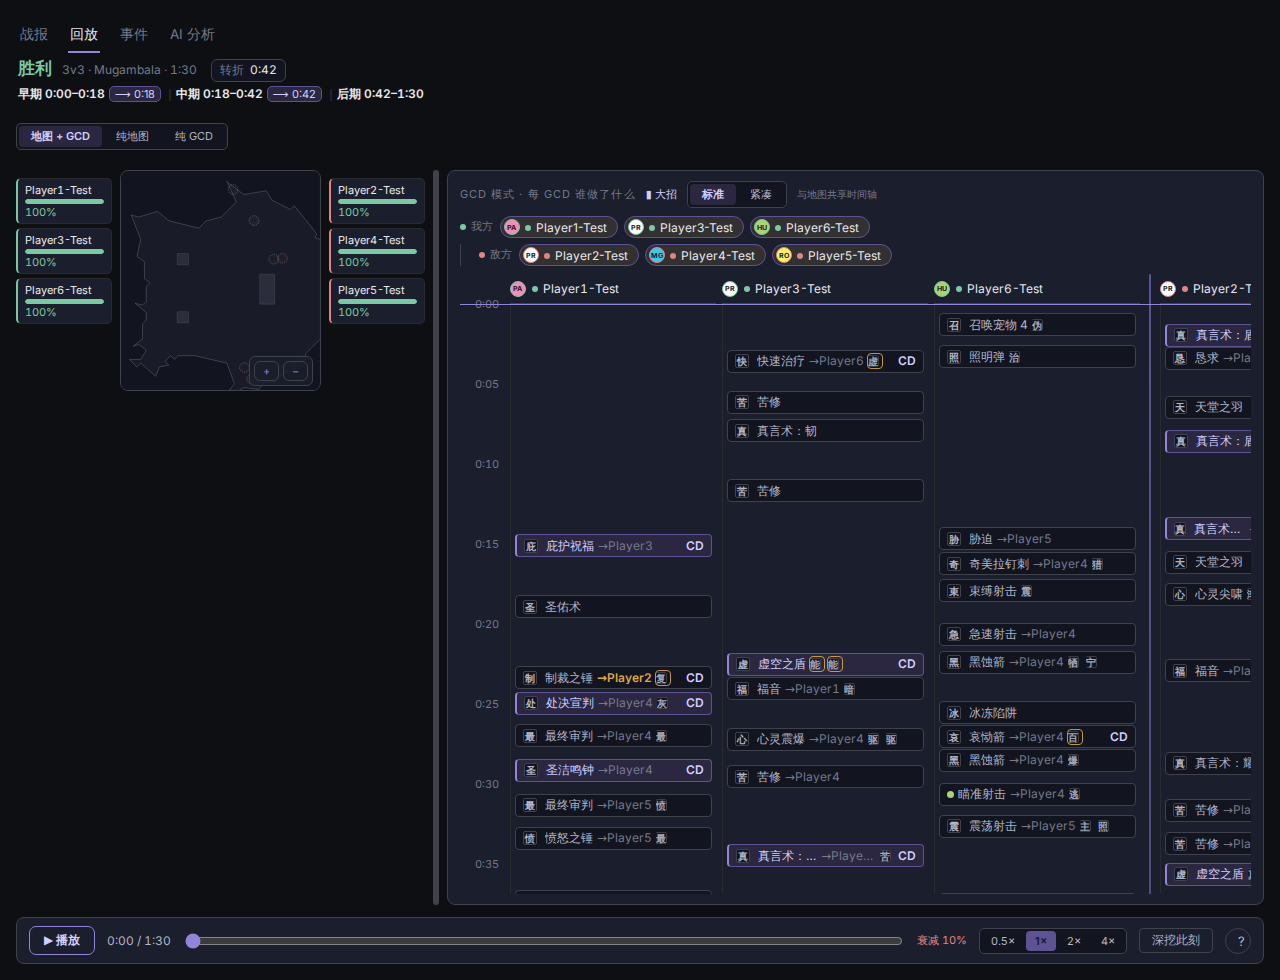 战报 回放 事件 AI 分析
胜利 3v3 · Mugambala · 1:30 转折 0:42
早期 0:00–0:18 ⟶ 0:18 | 中期 0:18–0:42 ⟶ 0:42 | 后期 0:42–1:30
地图 + GCD 纯地图 纯 GCD
Player1-Test
100%
Player3-Test
100%
Player6-Test
100%
+ −
Player2-Test
100%
Player4-Test
100%
Player5-Test
100%
GCD 模式 · 每 GCD 谁做了什么 ▮ 大招 标准 紧凑 与地图共享时间轴
我方 PA Player1-Test PR Player3-Test HU Player6-Test
敌方 PR Player2-Test MG Player4-Test RO Player5-Test
PA Player1-Test PR Player3-Test HU Player6-Test PR Player2-T
0:00
0:05
0:10
0:15
0:20
0:25
0:30
0:35
庇 庇护祝福 →Player3 CD
圣 圣佑术
制 制裁之锤 →Player2 复 CD
处 处决宣判 →Player4 灰 CD
最 最终审判 →Player4 最
圣 圣洁鸣钟 →Player4 CD
最 最终审判 →Player5 愤
愤 愤怒之锤 →Player5 最
快 快速治疗 →Player6 虚 CD
苦 苦修
真 真言术：韧
苦 苦修
虚 虚空之盾 能 能 CD
福 福音 →Player1 暗
心 心灵震爆 →Player4 驱 驱
苦 苦修 →Player4
真 真言术：... →Playe... 苦 CD
召 召唤宠物 4 伪
照 照明弹 治
胁 胁迫 →Player5
奇 奇美拉钉刺 →Player4 猎
束 束缚射击 震
急 急速射击 →Player4
黑 黑蚀箭 →Player4 牺 宁
冰 冰冻陷阱
哀 哀恸箭 →Player4 百 CD
黑 黑蚀箭 →Player4 爆
瞄准射击 →Player4 逃
震 震荡射击 →Player5 主 照
真 真言术：盾
恳 恳求 →Pla
天 天堂之羽
真 真言术：盾
真 真言术...
天 天堂之羽
心 心灵尖啸
福 福音 →Pla
真 真言术：耀
苦 苦修 →Pla
苦 苦修 →Pla
虚 虚空之盾
▶ 播放 0:00 / 1:30 衰减 10% 0.5× 1× 2× 4× 深挖此刻 ?